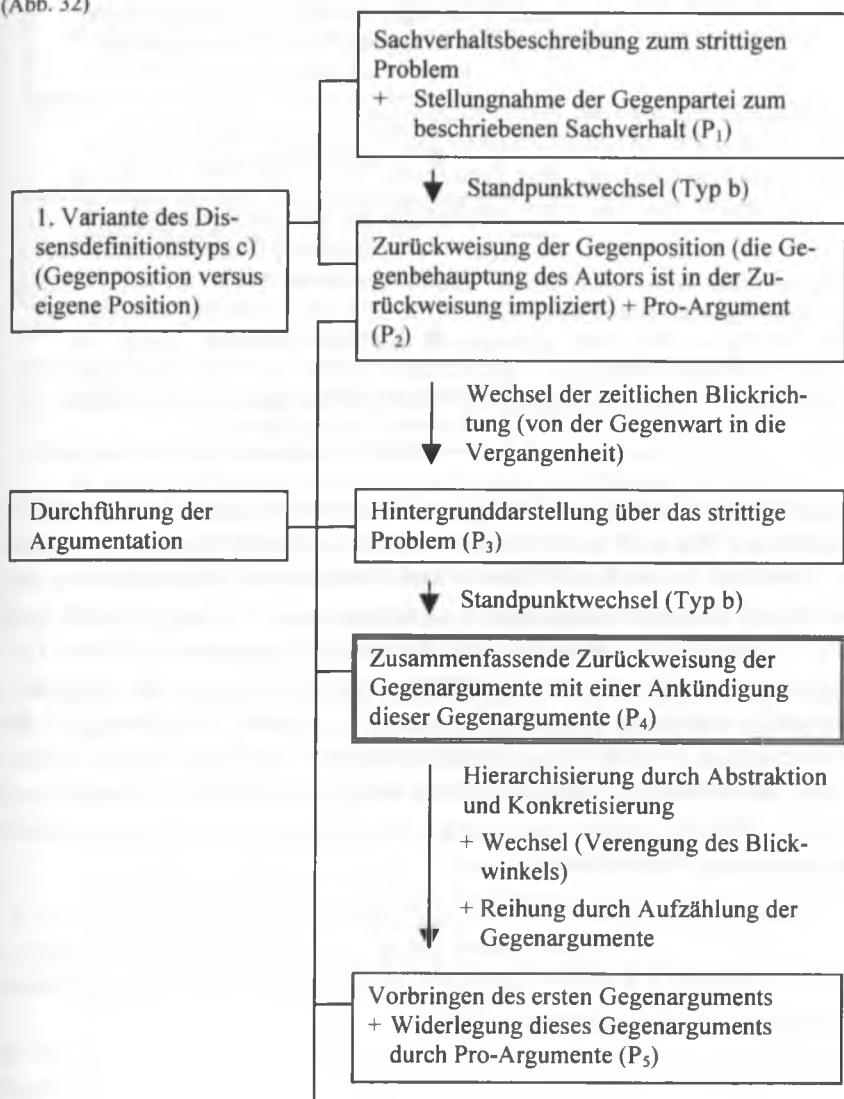 (Abb. 32)
Sachverhaltsbeschreibung zum strittigen
Problem
+ Stellungnahme der Gegenpartei zum
beschriebenen Sachverhalt (P₁)
Standpunktwechsel (Typ b)
1. Variante des Dis-
sensdefinitionstyps c)
(Gegenposition versus
eigene Position)
Zurückweisung der Gegenposition (die Ge-
genbehauptung des Autors ist in der Zu-
rückweisung impliziert) + Pro-Argument
(P₂)
Wechsel der zeitlichen Blickrich-
tung (von der Gegenwart in die
Vergangenheit)
Durchführung der
Argumentation
Hintergrunddarstellung über das strittige
Problem (P₃)
Standpunktwechsel (Typ b)
Zusammenfassende Zurückweisung der
Gegenargumente mit einer Ankündigung
dieser Gegenargumente (P₄)
Hierarchisierung durch Abstraktion
und Konkretisierung
+ Wechsel (Verengung des Blick-
winkels)
+ Reihung durch Aufzählung der
Gegenargumente
Vorbringen des ersten Gegenarguments
+ Widerlegung dieses Gegenarguments
durch Pro-Argumente (P₅)